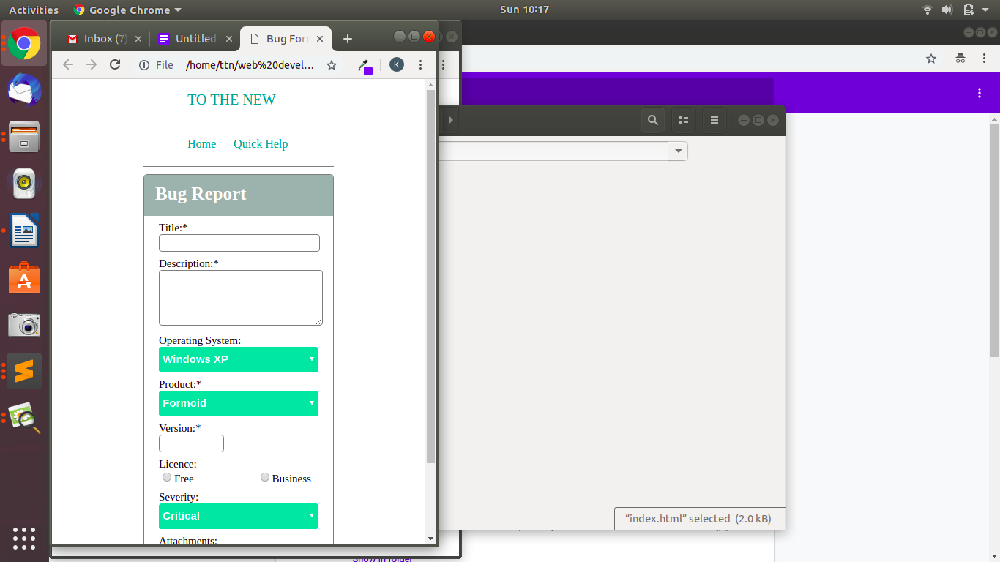 Activities
Google Chrome
Sun 10:17
Inbox (7)
Untitled
Bug Forr
File
/home/ttn/web%20devel...
K
TO THE NEW
Home
Quick Help
Bug Report
Title:*
Description:*
Operating System:
Windows XP
Product:*
Formoid
Version:*
Licence:
Free
Business
Severity:
Critical
Attachments:
“index.html” selected (2.0 kB)
Show in folder